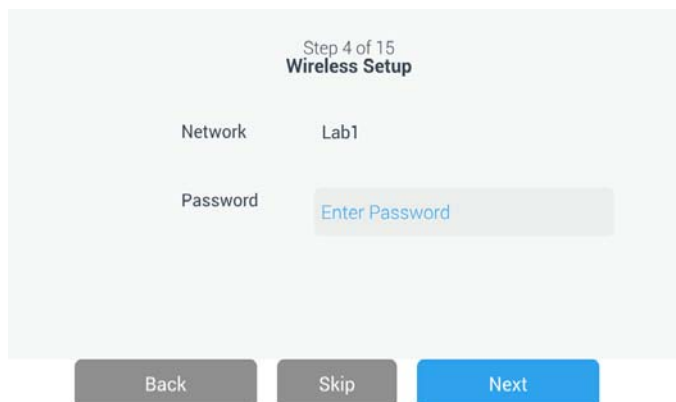 Step 4 of 15
Wireless Setup
Network Lab1
Password Enter Password
Back Skip Next